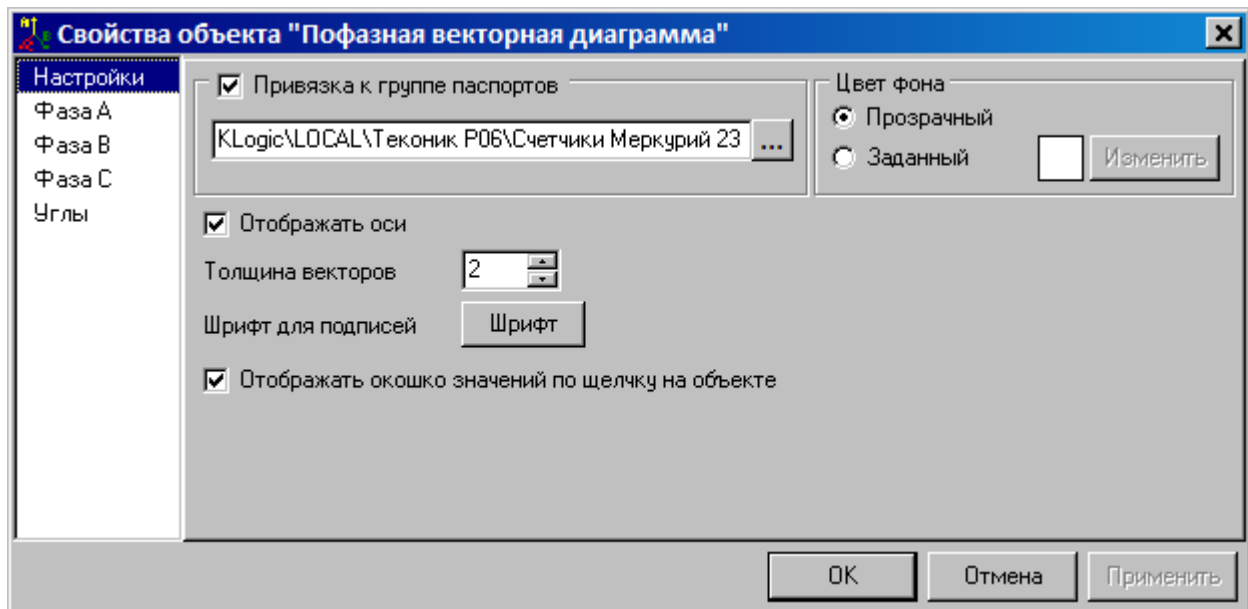 Свойства объекта "Пофазная векторная диаграмма"
Настройки
Фаза A
Фаза B
Фаза C
Углы
Привязка к группе паспортов
KLogic\LOCAL\Теконик P06\Счетчики Меркурий 23
...
Цвет фона
Прозрачный
Заданный
Изменить
Отображать оси
Толщина векторов
2
Шрифт для подписей
Шрифт
Отображать окошко значений по щелчку на объекте
OK
Отмена
Применить